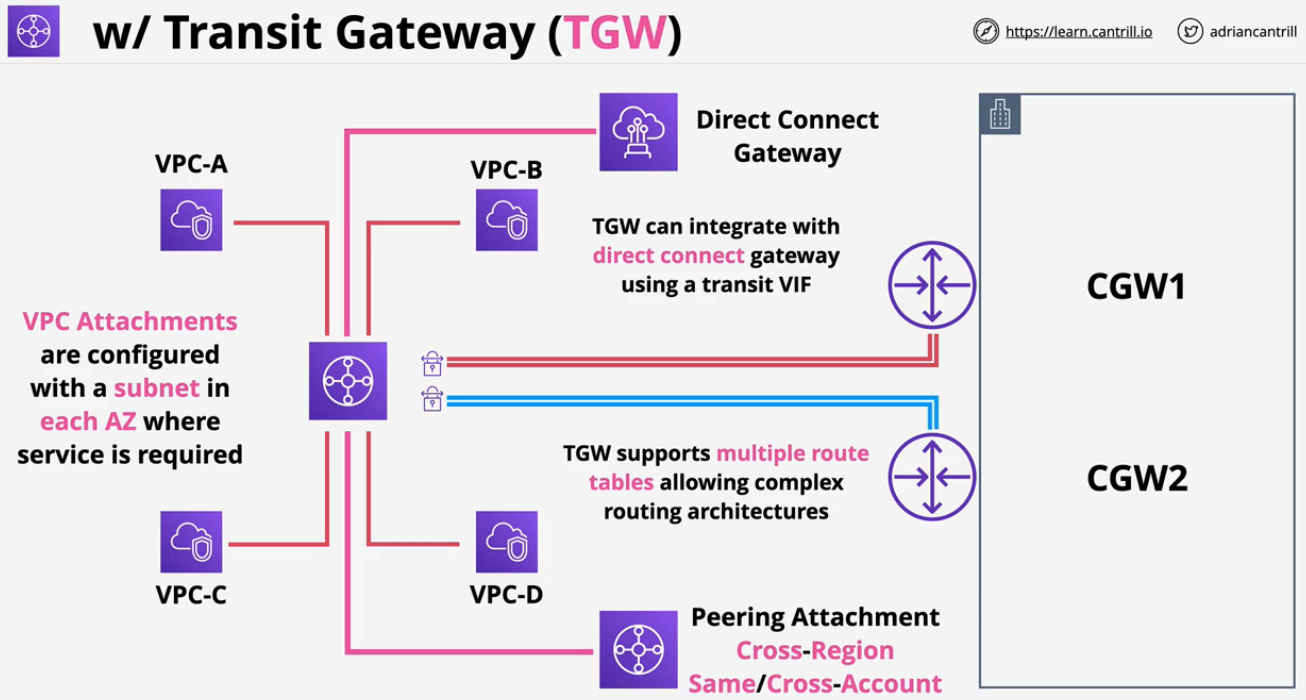 w/ Transit Gateway (TGW)
https://learn.cantrill.io
adriancantrill
Direct Connect
Gateway
VPC-A
VPC-B
TGW can integrate with
direct connect gateway
using a transit VIF
CGW1
VPC Attachments
are configured
with a subnet in
each AZ where
service is required
TGW supports multiple route
tables allowing complex
routing architectures
CGW2
VPC-C
VPC-D
Peering Attachment
Cross-Region
Same/Cross-Account